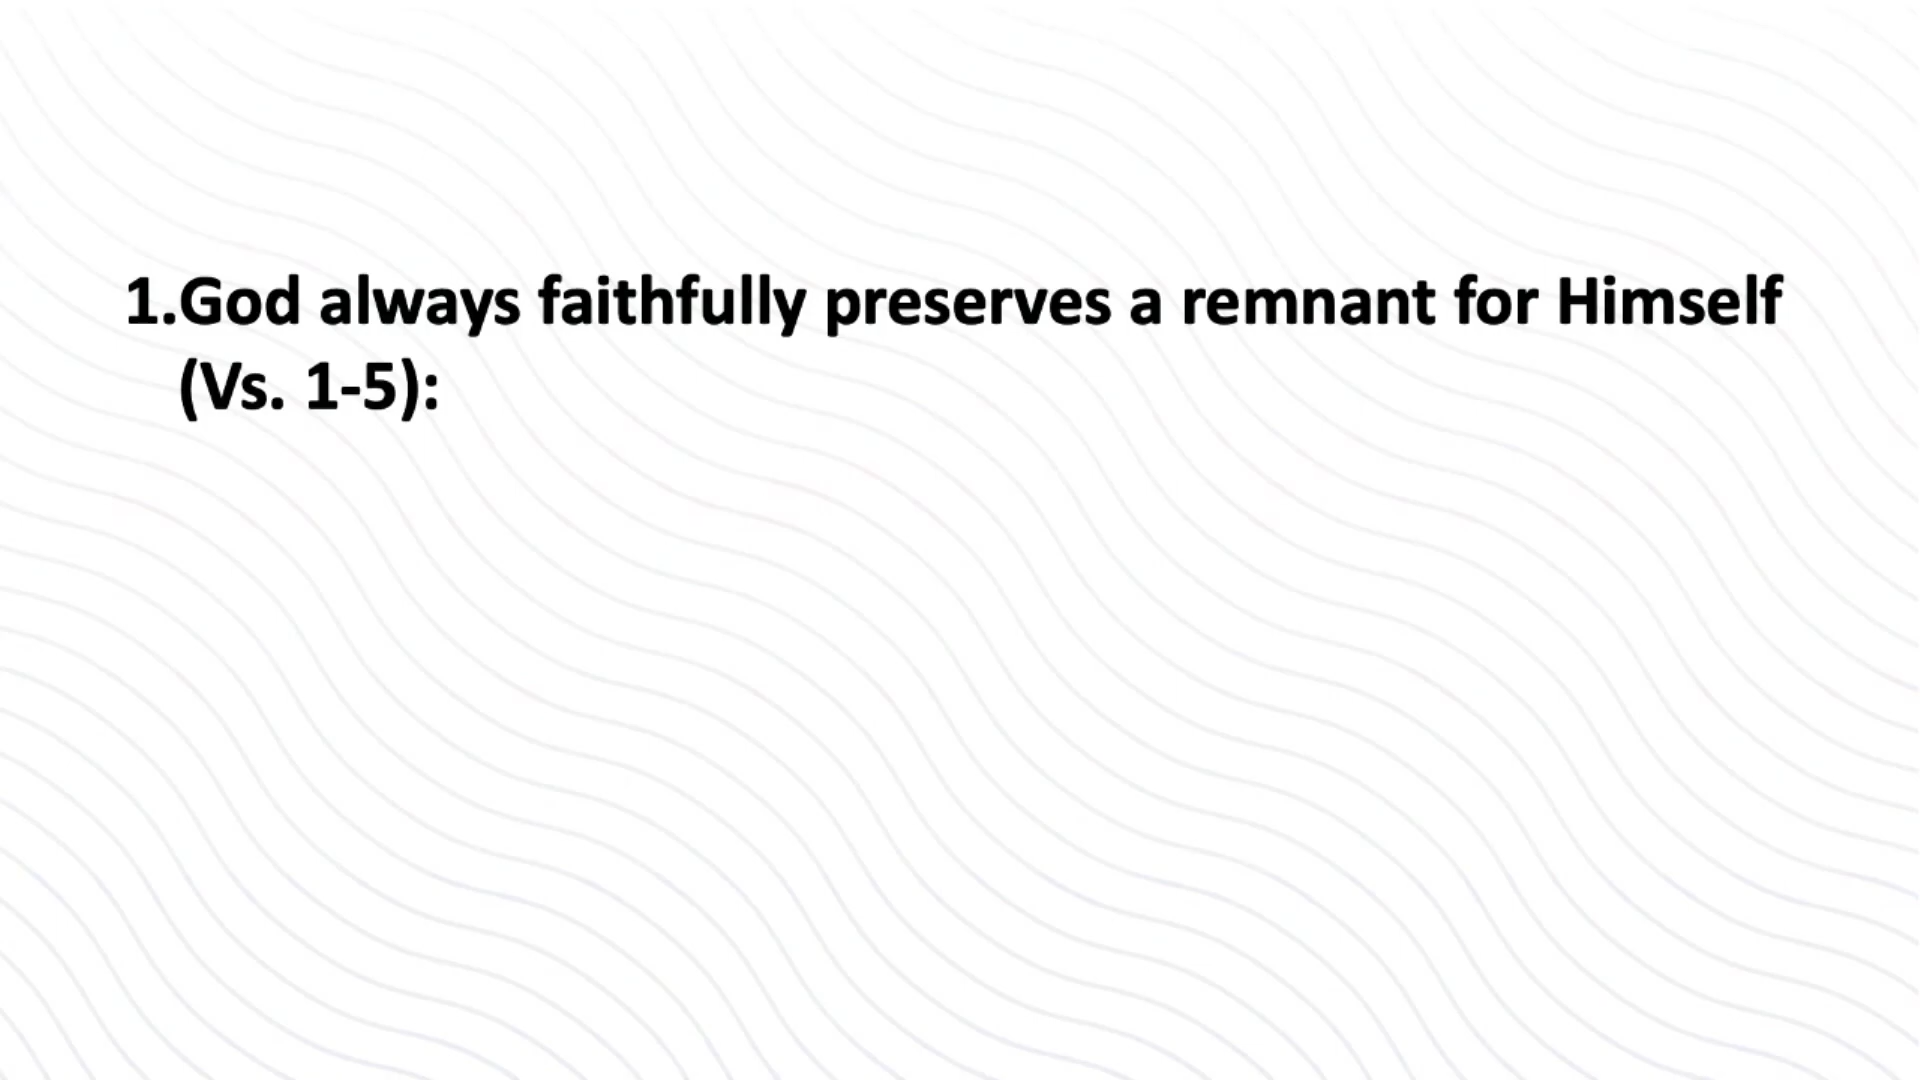 1.God always faithfully preserves a remnant for Himself
(Vs. 1-5):